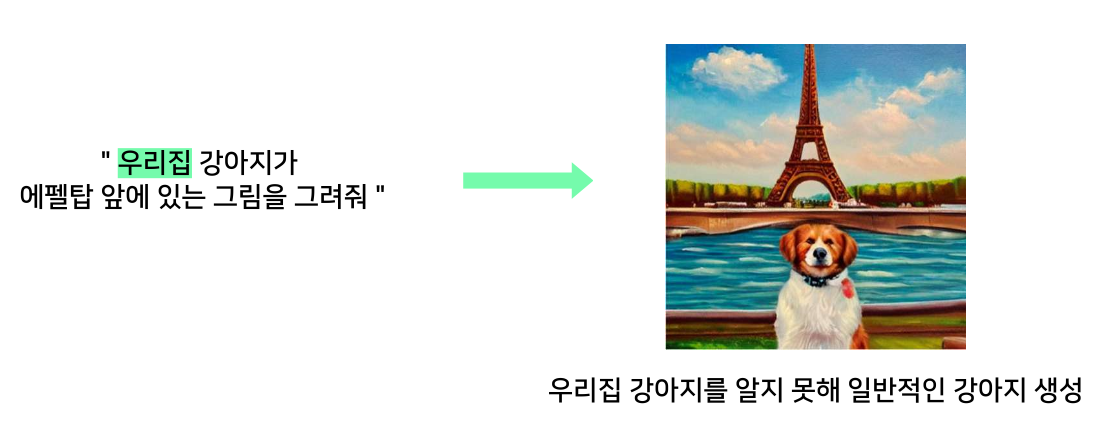 " 우리집 강아지가
에펠탑 앞에 있는 그림을 그려줘 "
우리집 강아지를 알지 못해 일반적인 강아지 생성